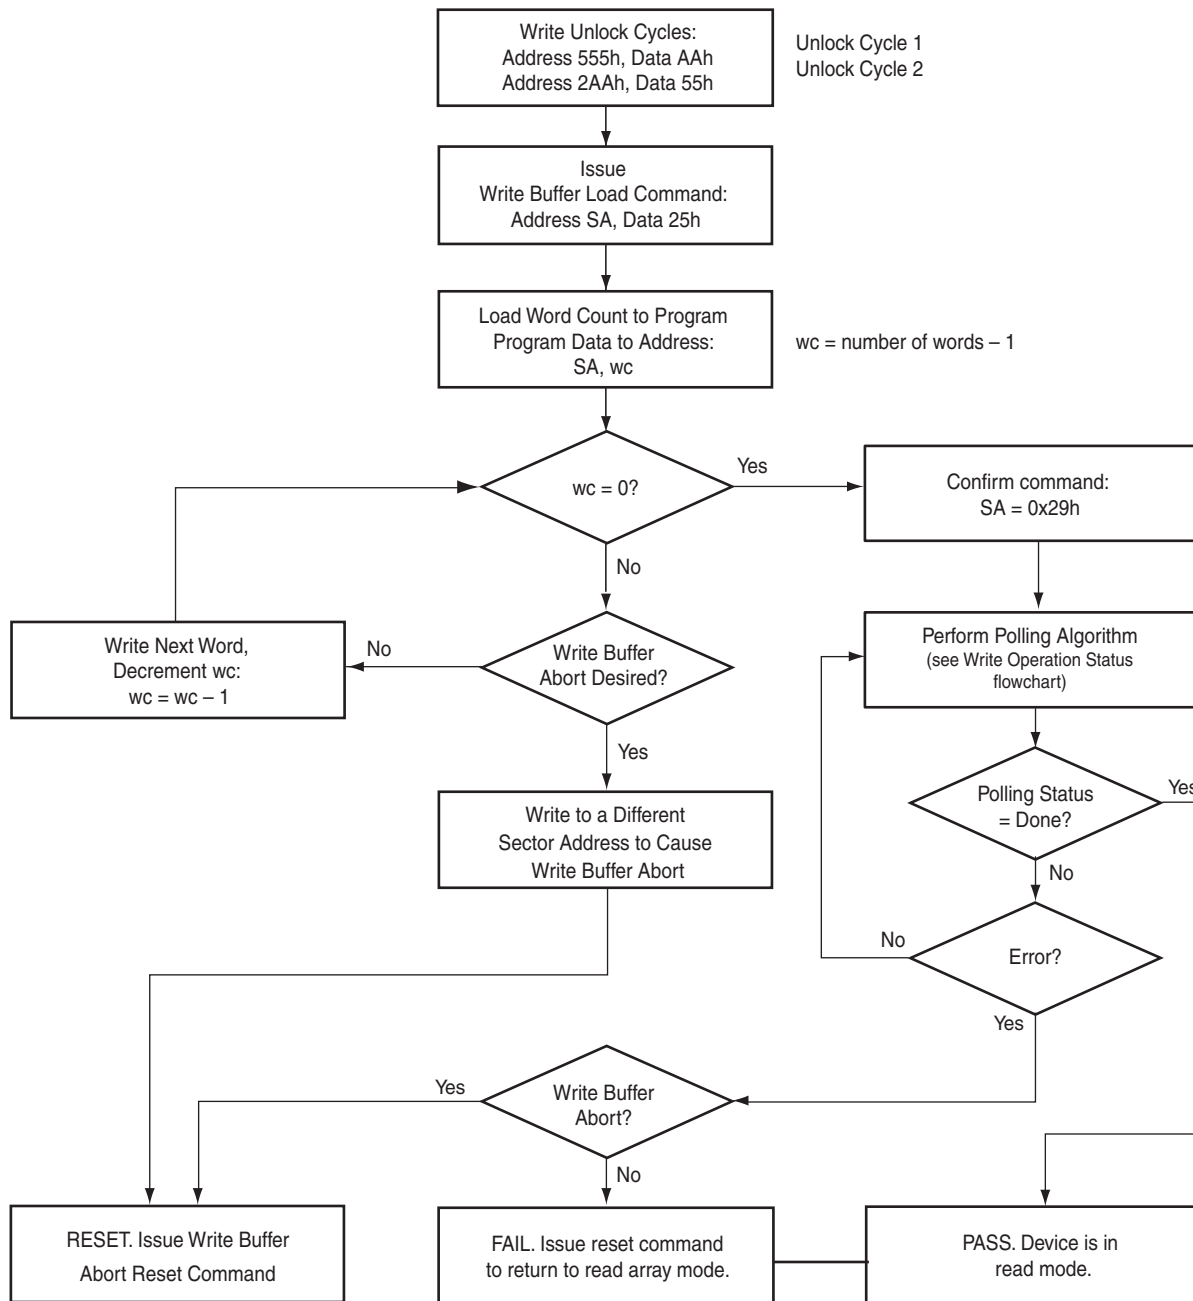 Write Unlock Cycles:
Address 555h, Data AAh
Address 2AAh, Data 55h
Unlock Cycle 1
Unlock Cycle 2
Issue
Write Buffer Load Command:
Address SA, Data 25h
Load Word Count to Program
Program Data to Address:
SA, wc
wc = number of words – 1
wc = 0?
Yes
Confirm command:
SA = 0x29h
No
Write Next Word,
Decrement wc:
wc = wc – 1
No
Write Buffer
Abort Desired?
Perform Polling Algorithm
(see Write Operation Status
flowchart)
Yes
Write to a Different
Sector Address to Cause
Write Buffer Abort
Polling Status
= Done?
Yes
No
No
Error?
Yes
Yes
Write Buffer
Abort?
No
RESET. Issue Write Buffer
Abort Reset Command
FAIL. Issue reset command
to return to read array mode.
PASS. Device is in
read mode.